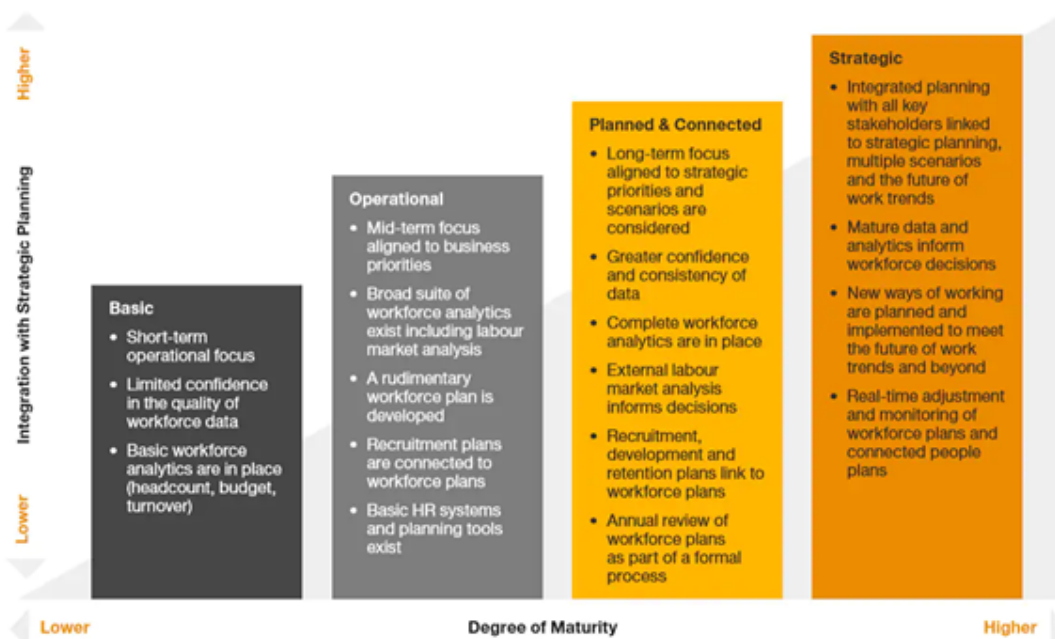 Higher
Integration with Strategic Planning
Lower
Basic
• Short-term
operational focus
• Limited confidence
in the quality of
workforce data
• Basic workforce
analytics are in place
(headcount, budget,
turnover)
Operational
• Mid-term focus
aligned to business
priorities
• Broad suite of
workforce analytics
exist including labour
market analysis
• A rudimentary
workforce plan is
developed
• Recruitment plans
are connected to
workforce plans
• Basic HR systems
and planning tools
exist
Planned & Connected
• Long-term focus
aligned to strategic
priorities and
scenarios are
considered
• Greater confidence
and consistency of
data
• Complete workforce
analytics are in place
• External labour
market analysis
informs decisions
• Recruitment,
development and
retention plans link to
workforce plans
• Annual review of
workforce plans
as part of a formal
process
Strategic
• Integrated planning
with all key
stakeholders linked
to strategic planning,
multiple scenarios
and the future of
work trends
• Mature data and
analytics inform
workforce decisions
• New ways of working
are planned and
implemented to meet
the future of work
trends and beyond
• Real-time adjustment
and monitoring of
workforce plans and
connected people
plans
Lower
Degree of Maturity
Higher